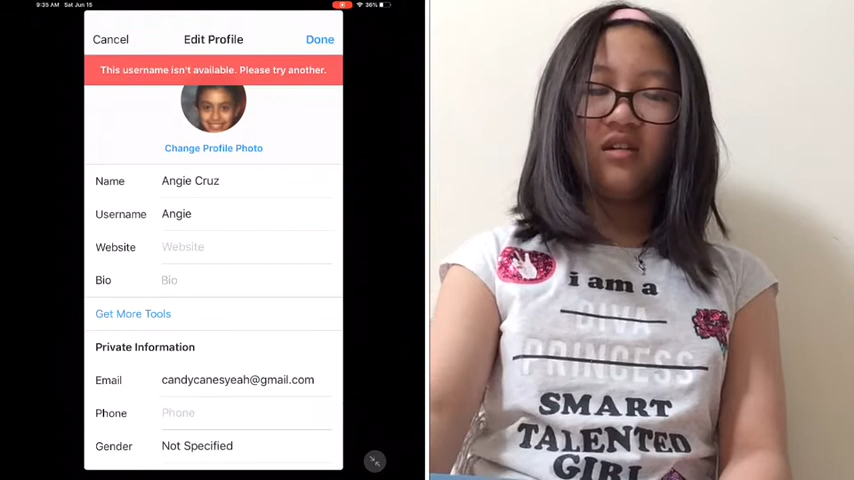 9:35 AM Sat Jun 15
36%
Cancel Edit Profile Done
This username isn't available. Please try another.
Change Profile Photo
Name Angie Cruz
Username Angie
Website Website
Bio Bio
Get More Tools
Private Information
Email candycanesyeah@gmail.com
Phone Phone
Gender Not Specified
i am a
DIVA
PRINCESS
SMART
TALENTED
GIRL